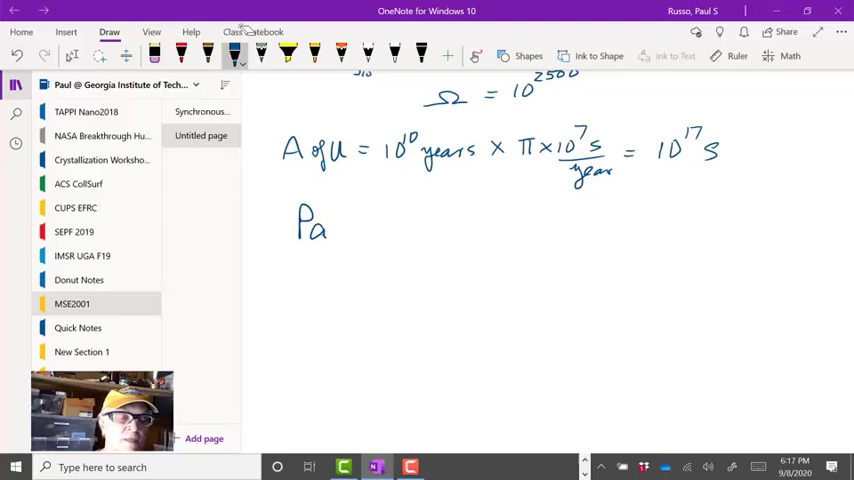 OneNote for Windows 10
Russo, Paul S
Home Insert Draw View Help Class Notebook
Share
Shapes Ink to Shape Ink to Text Ruler Math
Paul @ Georgia Institute of Tech...
TAPPI Nano2018
NASA Breakthrough Hu...
Crystallization Worksho...
ACS CollSurf
CUPS EFRC
SEPF 2019
IMSR UGA F19
Donut Notes
MSE2001
Quick Notes
New Section 1
Synchronous...
Untitled page
Add page
Ω = 10^2500
A of U = 10^10 years × π × 10^7 s/year = 10^17 s
Pa
Type here to search
6:17 PM
9/8/2020